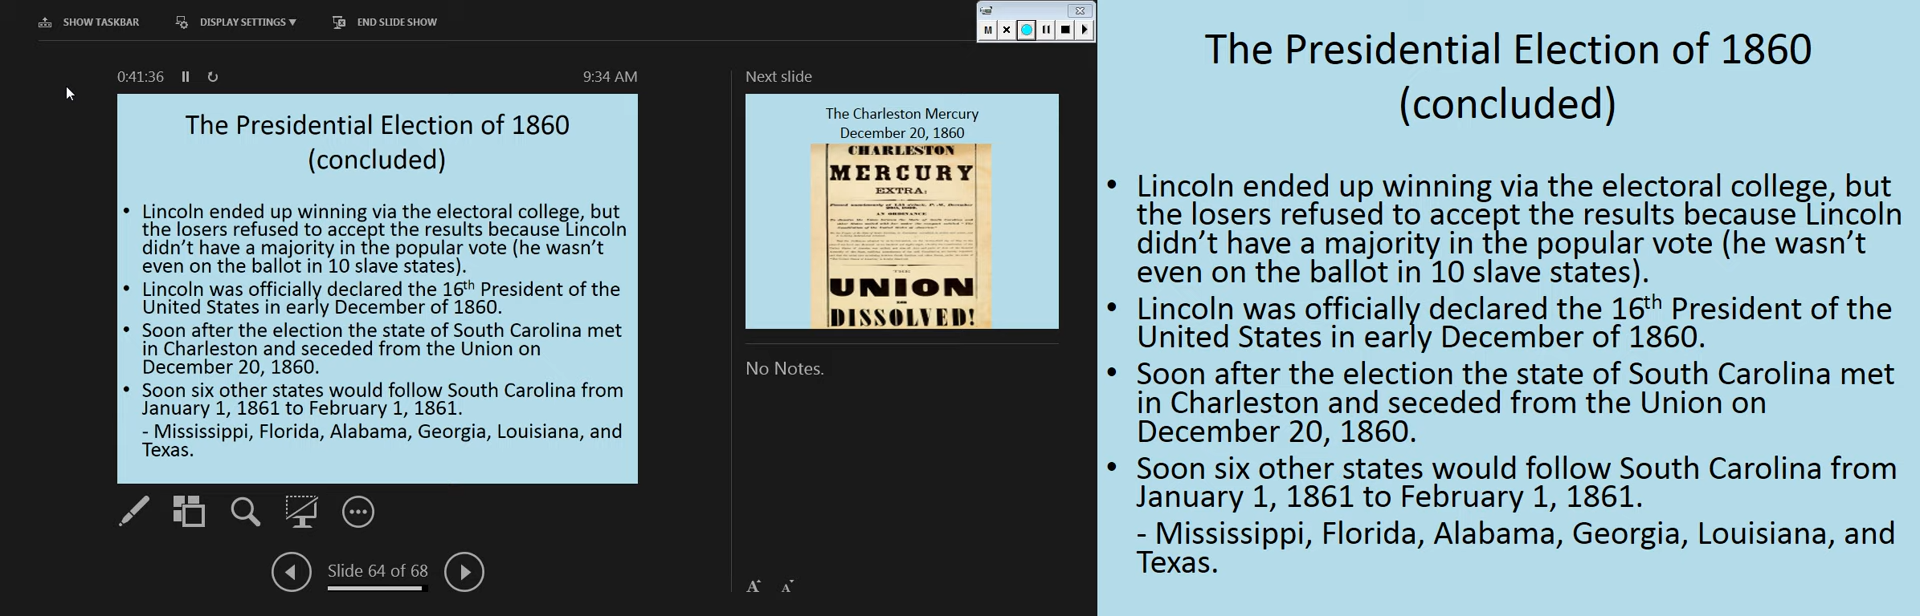 SHOW TASKBAR
DISPLAY SETTINGS ▾
END SLIDE SHOW
M
0:41:36
9:34 AM
The Presidential Election of 1860
(concluded)
• Lincoln ended up winning via the electoral college, but
the losers refused to accept the results because Lincoln
didn't have a majority in the popular vote (he wasn't
even on the ballot in 10 slave states).
• Lincoln was officially declared the 16th President of the
United States in early December of 1860.
• Soon after the election the state of South Carolina met
in Charleston and seceded from the Union on
December 20, 1860.
• Soon six other states would follow South Carolina from
January 1, 1861 to February 1, 1861.
- Mississippi, Florida, Alabama, Georgia, Louisiana, and
Texas.
Slide 64 of 68
Next slide
The Charleston Mercury
December 20, 1860
CHARLESTON
MERCURY
EXTRA:
AN ORDINANCE
THE
UNION
IS
DISSOLVED!
No Notes.
A A
The Presidential Election of 1860
(concluded)
• Lincoln ended up winning via the electoral college, but
the losers refused to accept the results because Lincoln
didn't have a majority in the popular vote (he wasn't
even on the ballot in 10 slave states).
• Lincoln was officially declared the 16th President of the
United States in early December of 1860.
• Soon after the election the state of South Carolina met
in Charleston and seceded from the Union on
December 20, 1860.
• Soon six other states would follow South Carolina from
January 1, 1861 to February 1, 1861.
- Mississippi, Florida, Alabama, Georgia, Louisiana, and
Texas.